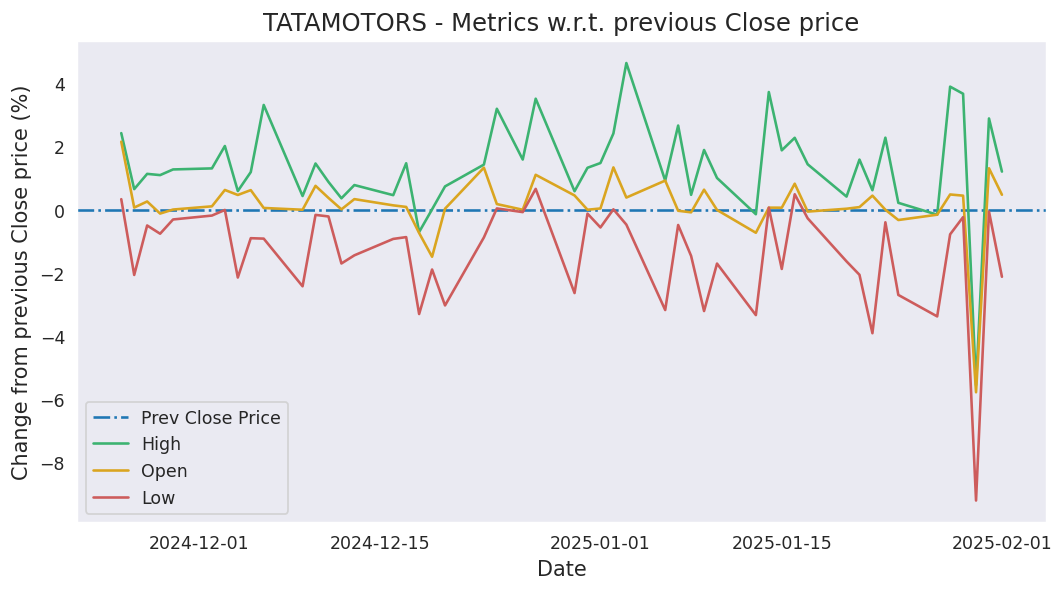 TATAMOTORS - Metrics w.r.t. previous Close price
Change from previous Close price (%)
4
2
0
−2
−4
−6
−8
Prev Close Price
High
Open
Low
2024-12-01
2024-12-15
2025-01-01
2025-01-15
2025-02-01
Date